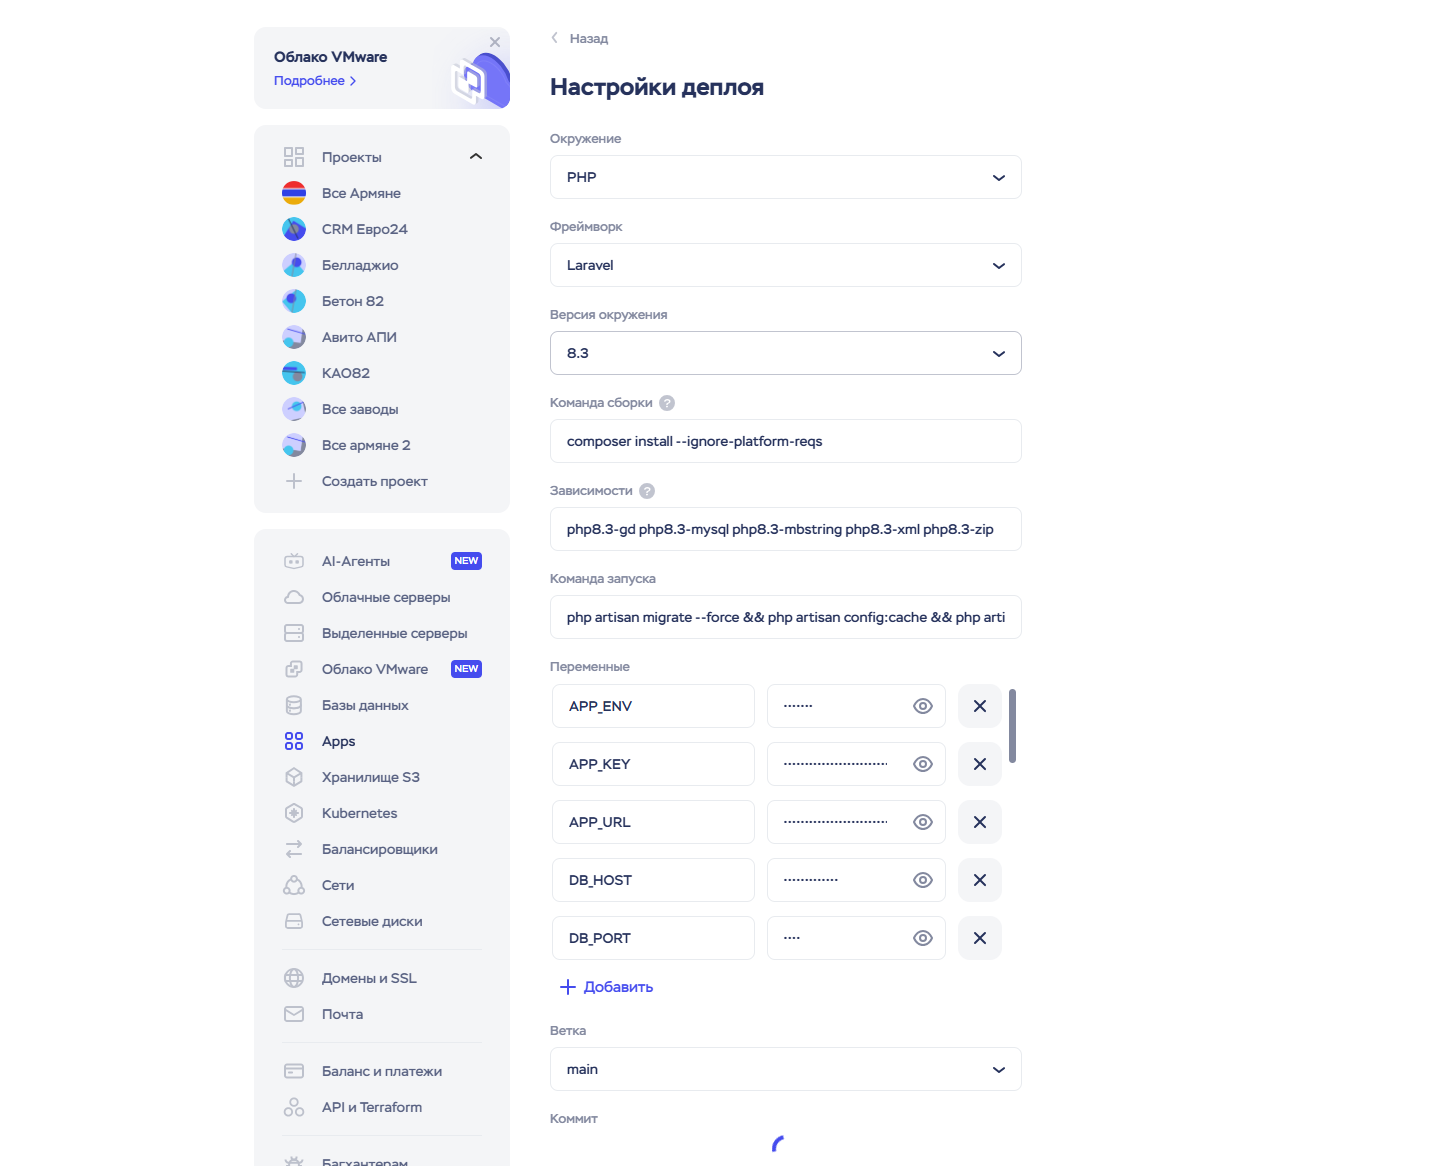 Облако VMware
Подробнее
Проекты
Все Армяне
CRM Евро24
Белладжио
Бетон 82
Авито АПИ
КАО82
Все заводы
Все армяне 2
Создать проект
AI-Агенты NEW
Облачные серверы
Выделенные серверы
Облако VMware NEW
Базы данных
Apps
Хранилище S3
Kubernetes
Балансировщики
Сети
Сетевые диски
Домены и SSL
Почта
Баланс и платежи
API и Terraform
Багхантерам
Назад
Настройки деплоя
Окружение
PHP
Фреймворк
Laravel
Версия окружения
8.3
Команда сборки ?
composer install --ignore-platform-reqs
Зависимости ?
php8.3-gd php8.3-mysql php8.3-mbstring php8.3-xml php8.3-zip
Команда запуска
php artisan migrate --force && php artisan config:cache && php arti
Переменные
APP_ENV
APP_KEY
APP_URL
DB_HOST
DB_PORT
Добавить
Ветка
main
Коммит